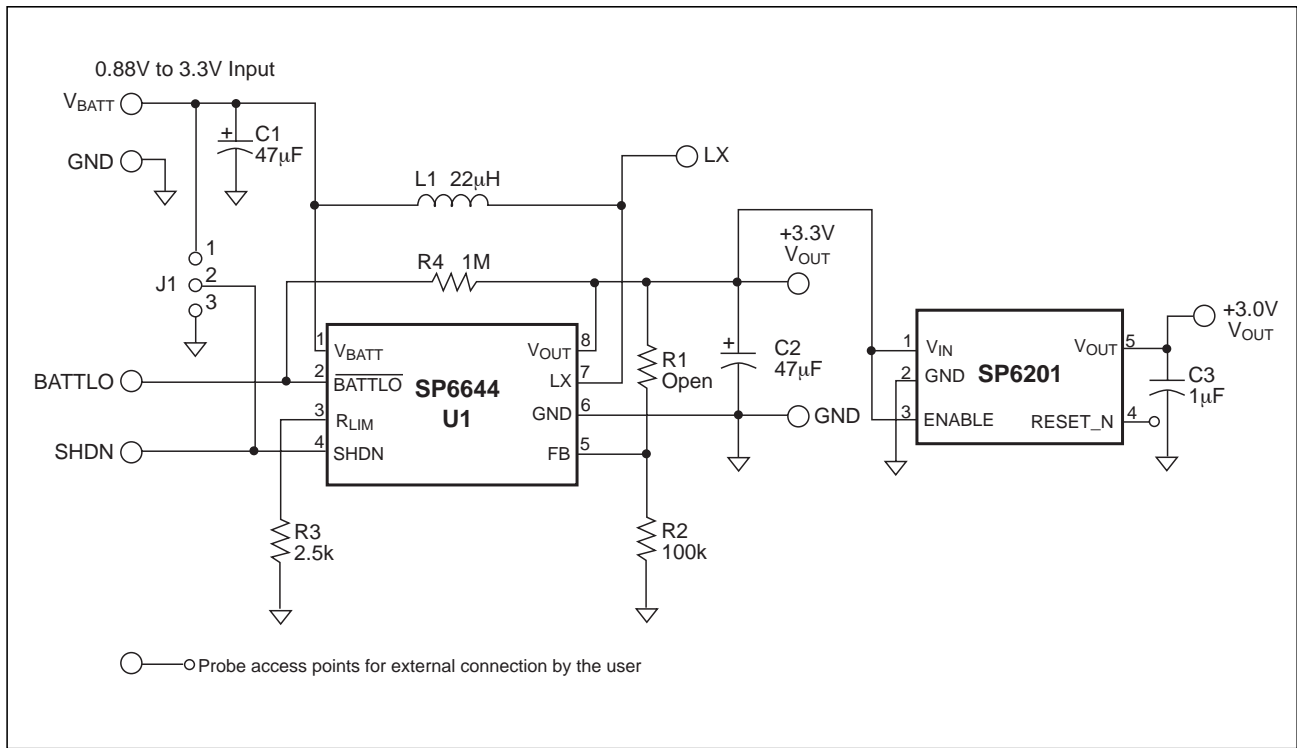 0.88V to 3.3V Input
VBATT
C1
47µF
+
GND
LX
L1 22µH
+3.3V
VOUT
1
J1
2
3
R4 1M
+3.0V
VOUT
1
VBATT
VOUT
8
+
C2
47µF
1
VIN
VOUT
5
BATTLO
2
BATTLO
SP6644
U1
LX
7
R1
Open
2
GND
SP6201
C3
1µF
3
RLIM
GND
6
GND
3
ENABLE
RESET_N
4
SHDN
4
SHDN
FB
5
R3
2.5k
R2
100k
Probe access points for external connection by the user